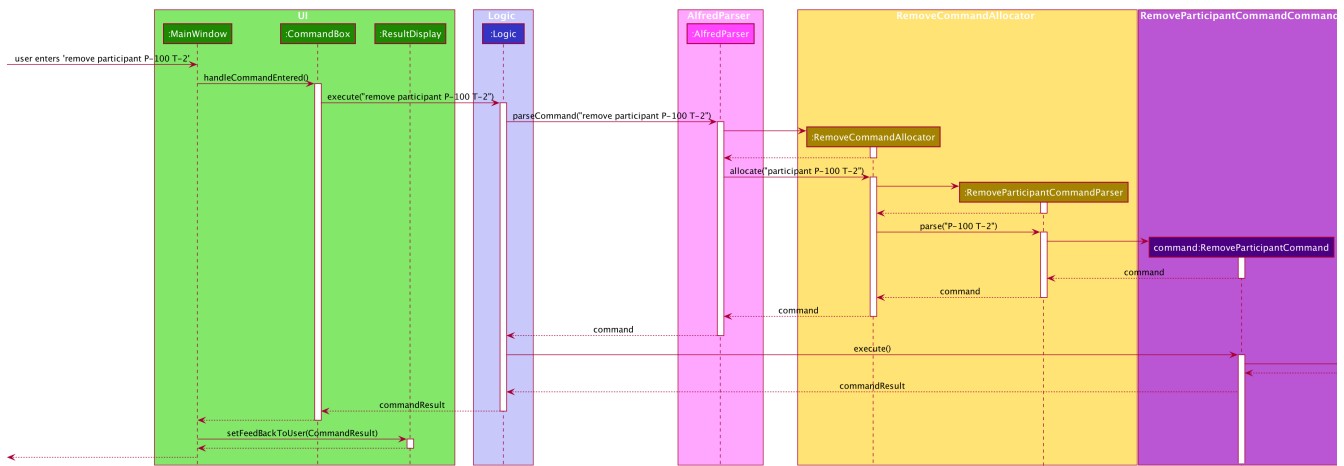 UI
Logic
AlfredParser
RemoveCommandAllocator
RemoveParticipantCommandCommand
:MainWindow
:CommandBox
:ResultDisplay
:Logic
:AlfredParser
user enters 'remove participant P-100 T-2'
handleCommandEntered()
execute("remove participant P-100 T-2")
parseCommand("remove participant P-100 T-2")
:RemoveCommandAllocator
allocate("participant P-100 T-2")
:RemoveParticipantCommandParser
parse("P-100 T-2")
command:RemoveParticipantCommand
command
command
command
command
execute()
commandResult
commandResult
setFeedBackToUser(CommandResult)